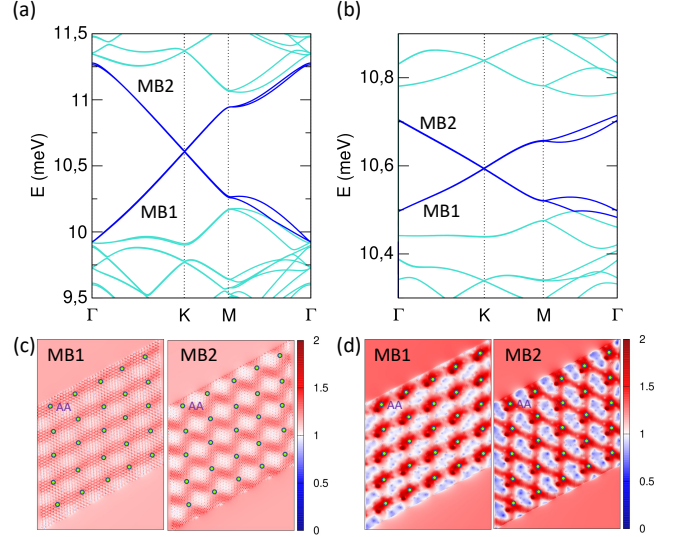 (a)
(b)
11,5
11
10,5
10
9,5
E (meV)
MB2
MB1
Γ K M Γ
10,8
10,6
10,4
E (meV)
MB2
MB1
Γ K M Γ
(c)
MB1
AA
MB2
AA
2
1.5
1
0.5
0
(d)
MB1
AA
MB2
AA
2
1.5
1
0.5
0